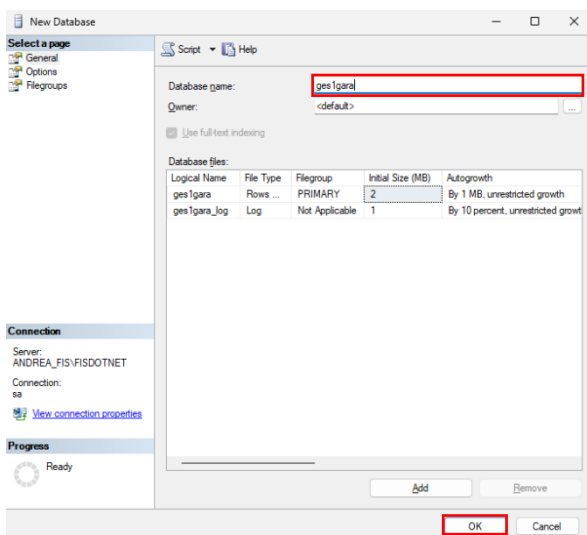 New Database
Select a page
General
Options
Filegroups
Script Help
Database name: ges1gara
Owner: <default> ...
Use full-text indexing
Database files:
Logical Name File Type Filegroup Initial Size (MB) Autogrowth
ges1gara Rows ... PRIMARY 2 By 1 MB, unrestricted growth
ges1gara_log Log Not Applicable 1 By 10 percent, unrestricted growt
Connection
Server:
ANDREA_FIS\FISDOTNET
Connection:
sa
View connection properties
Progress
Ready
Add Remove
OK Cancel